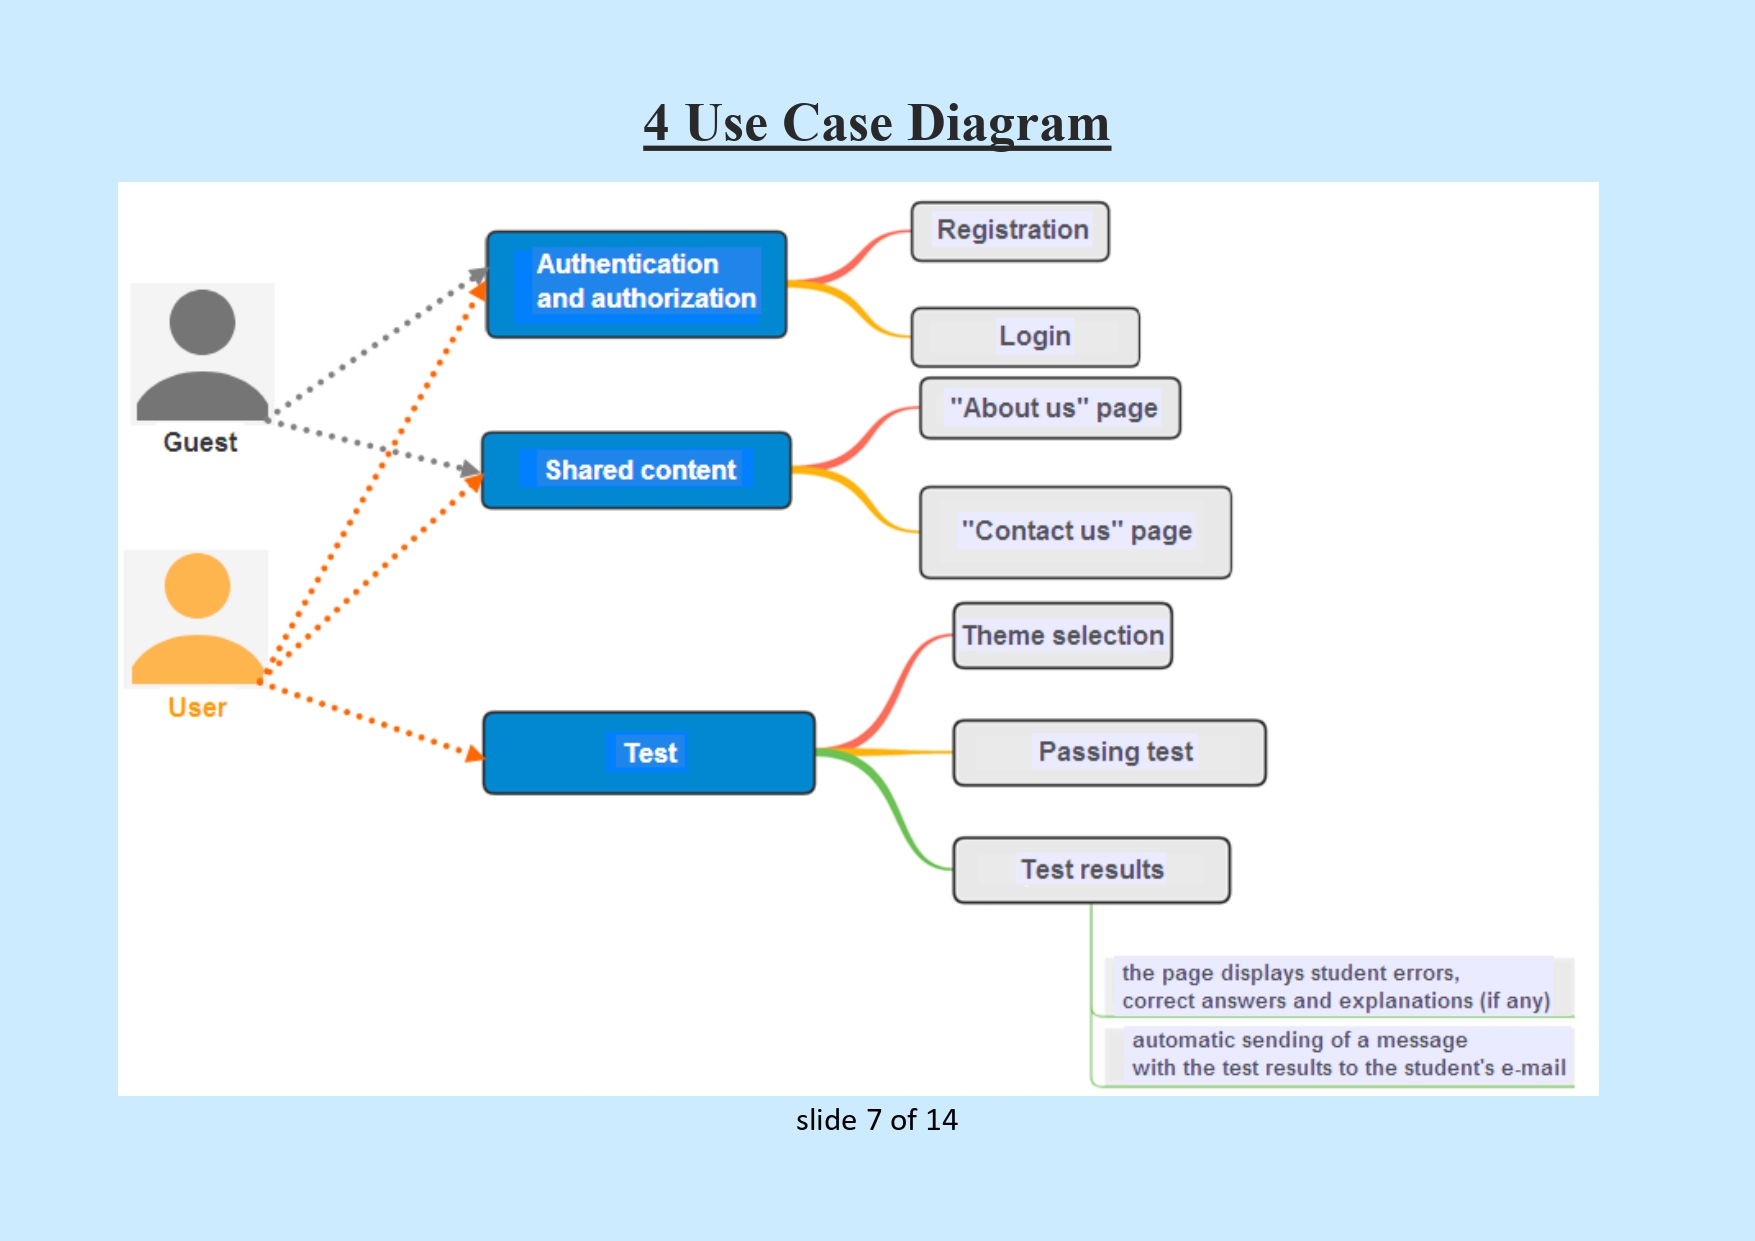 4 Use Case Diagram
Registration
Authentication
and authorization
Login
Guest
"About us" page
Shared content
"Contact us" page
User
Theme selection
Test
Passing test
Test results
the page displays student errors,
correct answers and explanations (if any)
automatic sending of a message
with the test results to the student's e-mail
slide 7 of 14